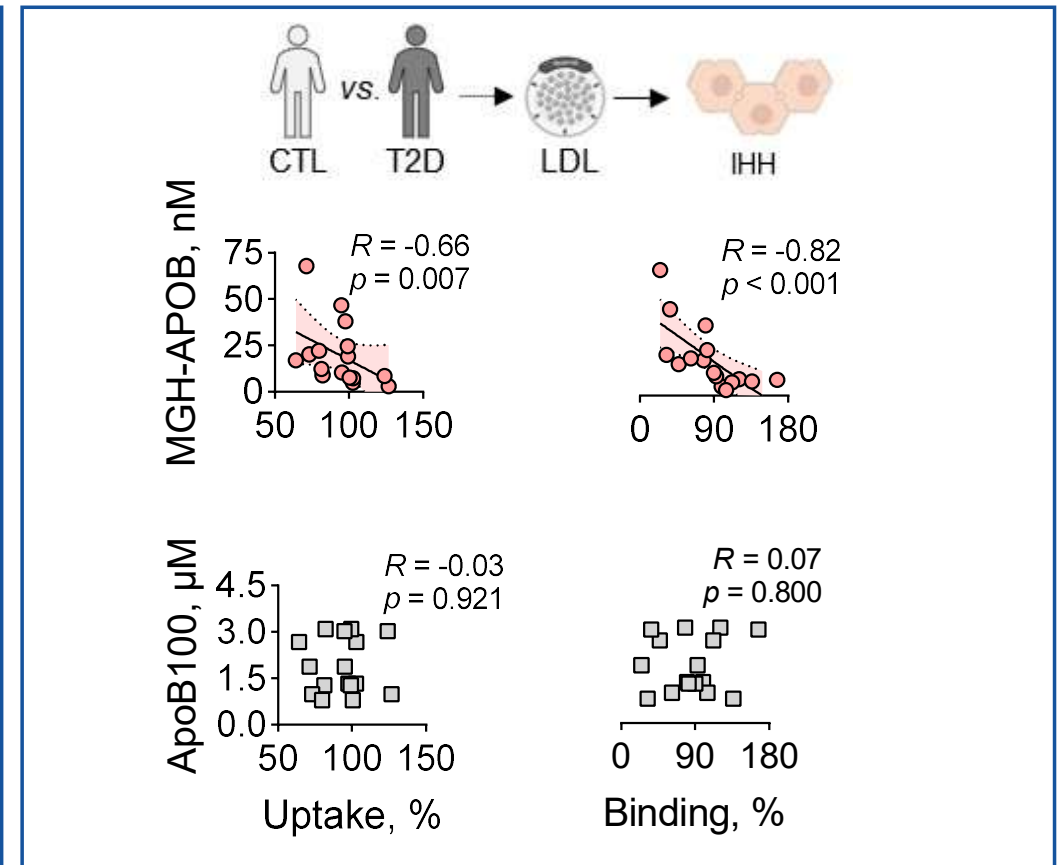 CTL vs. T2D LDL IHH
MGH-APOB, nM
R = -0.66
p = 0.007
75
50
25
0
50 100 150
R = -0.82
p < 0.001
0 90 180
ApoB100, µM
R = -0.03
p = 0.921
4.5
3.0
1.5
0.0
50 100 150
Uptake, %
R = 0.07
p = 0.800
0 90 180
Binding, %